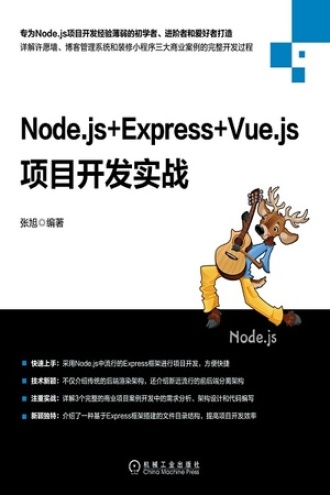 专为Node.js项目开发经验薄弱的初学者、进阶者和爱好者打造
详解许愿墙、博客管理系统和装修小程序三大商业案例的完整开发过程
Node.js+Express+Vue.js
项目开发实战
张旭◎编著
Node.js
快速上手：采用Node.js中流行的Express框架进行项目开发，方便快捷
技术新颖：不仅介绍传统的后端渲染架构，还介绍新近流行的前后端分离架构
注重实战：详解3个完整的商业项目案例开发中的需求分析、架构设计和代码编写
新颖独特：介绍了一种基于Express框架搭建的文件目录结构，提高项目开发效率
机械工业出版社
China Machine Press